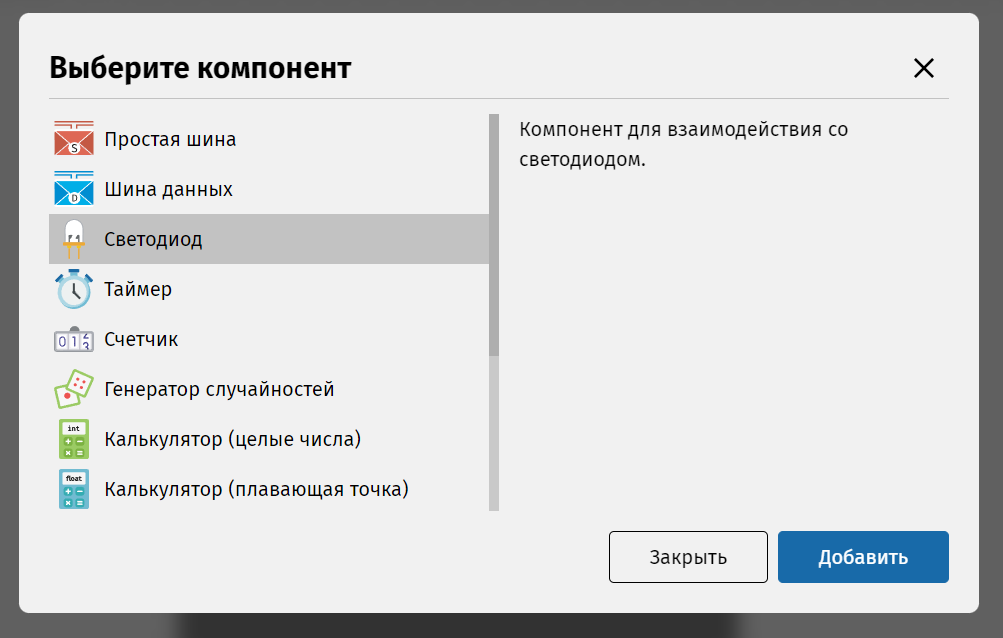 Выберите компонент
S
Простая шина
D
Шина данных
Светодиод
Таймер
0 1 2 3
Счетчик
Генератор случайностей
int
Калькулятор (целые числа)
float
Калькулятор (плавающая точка)
Компонент для взаимодействия со
светодиодом.
Закрыть
Добавить